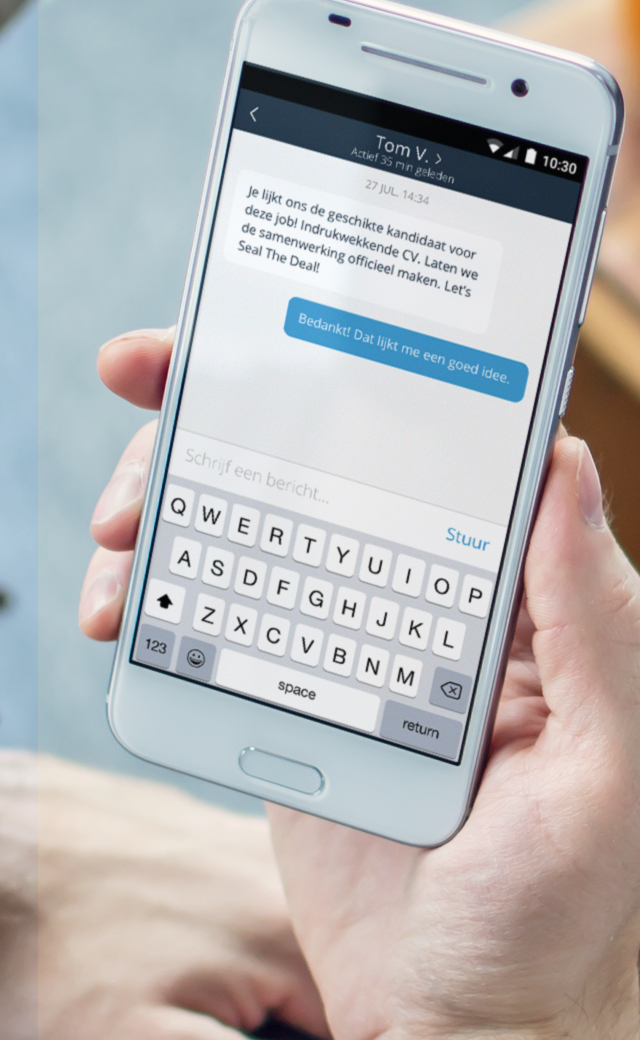 10:30
Tom V. >
Actief 35 min geleden
27 JUL. 14:34
Je lijkt ons de geschikte kandidaat voor
deze job! Indrukwekkende CV. Laten we
de samenwerking officieel maken. Let's
Seal The Deal!
Bedankt! Dat lijkt me een goed idee.
Schrijf een bericht...
Stuur
Q W E R T Y U I O P
A S D F G H J K L
Z X C V B N M
123 space return